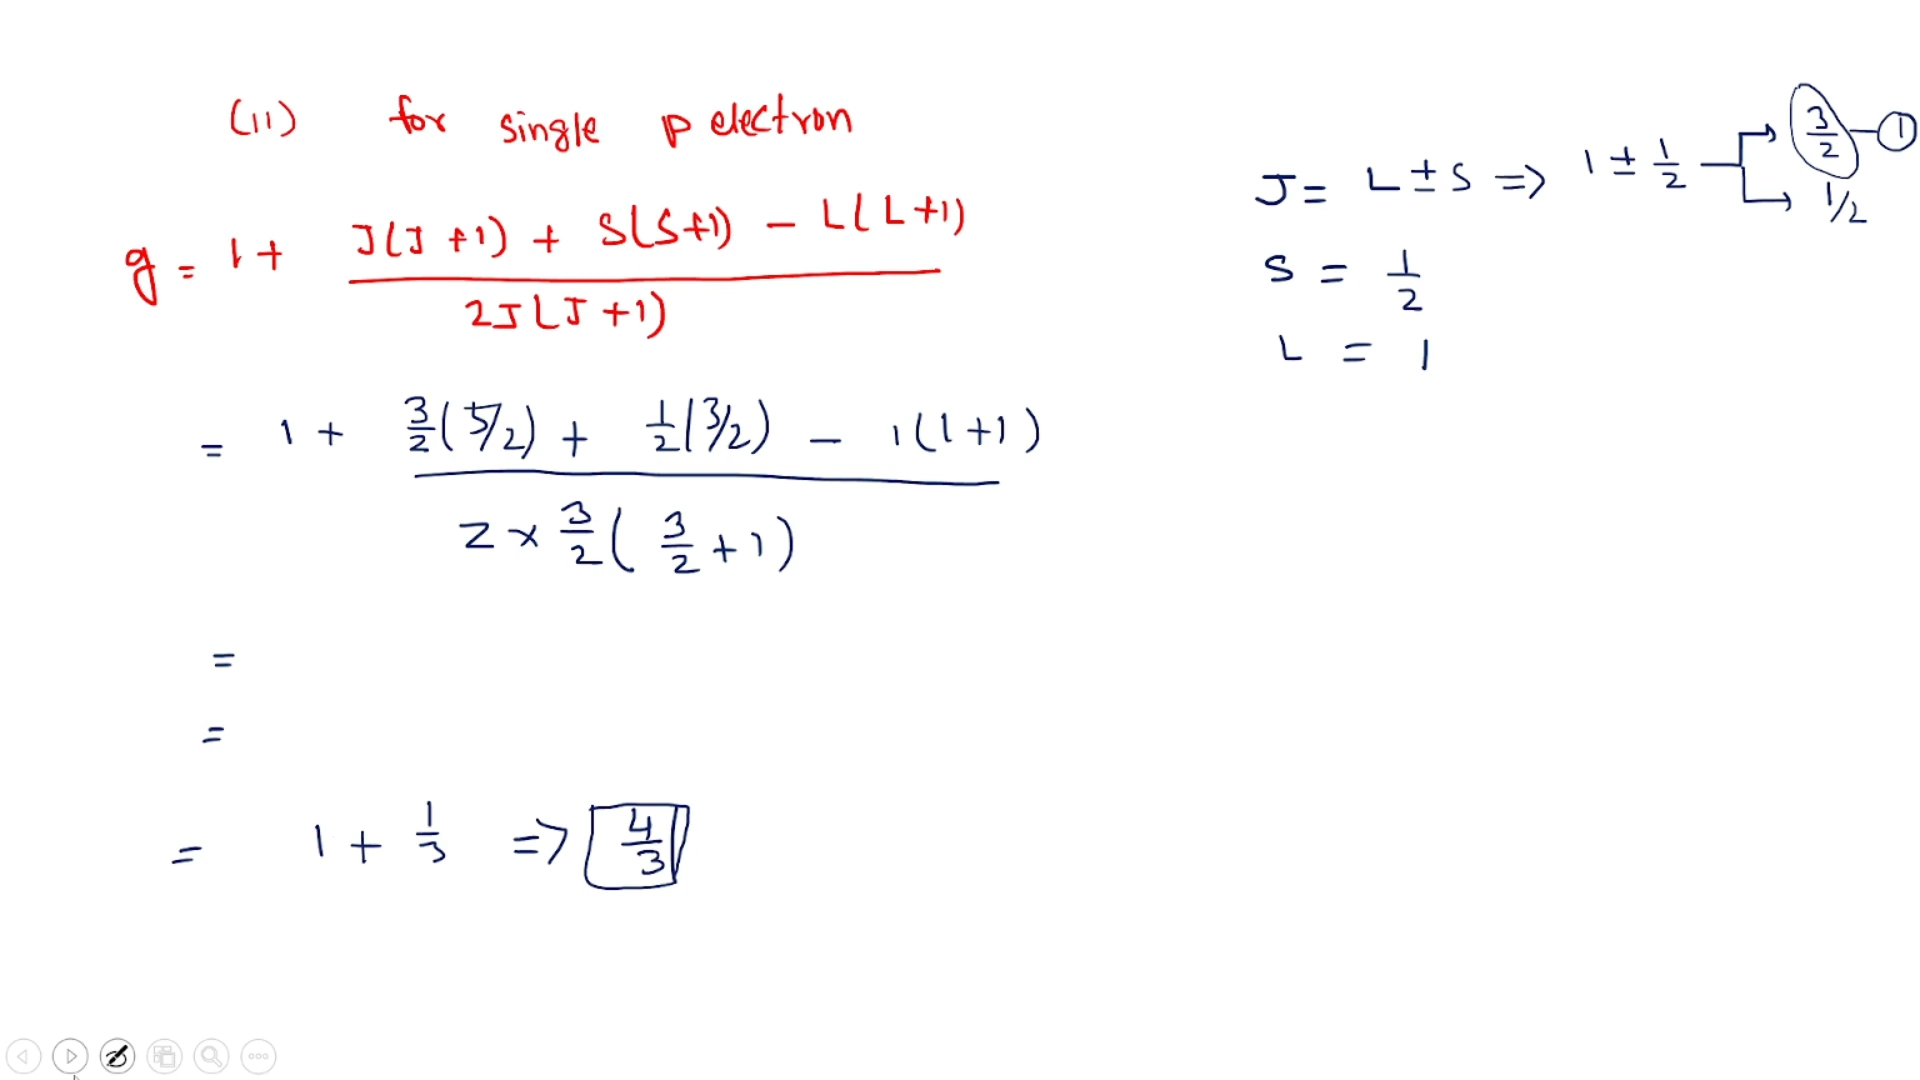 (11) for single p electron
g = 1 + J(J+1) + S(S+1) - L(L+1)
2J(J+1)
= 1 + 3/2(5/2) + 1/2(3/2) - 1(1+1)
2 × 3/2(3/2 + 1)
=
=
= 1 + 1/3 => 4/3
J = L ± S => 1 ± 1/2 3/2 - 1
1/2
S = 1/2
L = 1